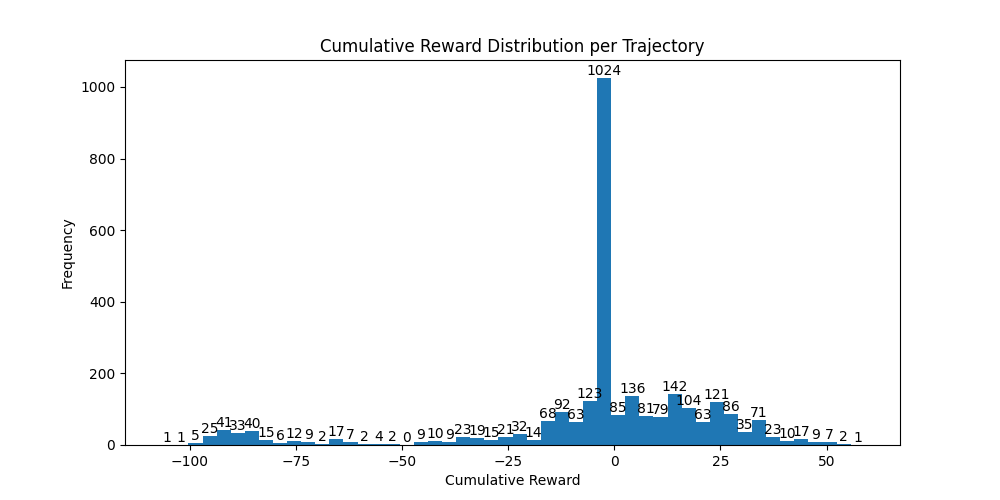 Cumulative Reward Distribution per Trajectory
Frequency
1000
800
600
400
200
0
1 1 5 25 41 33 40 15 6 12 9 2 17 7 2 4 2 0 9 10 9 23 19 15 21 32 14 68 92 63 123 1024 85 136 81 79 142 104 63 121 86 35 71 23 10 17 9 7 2 1
−100 −75 −50 −25 0 25 50
Cumulative Reward